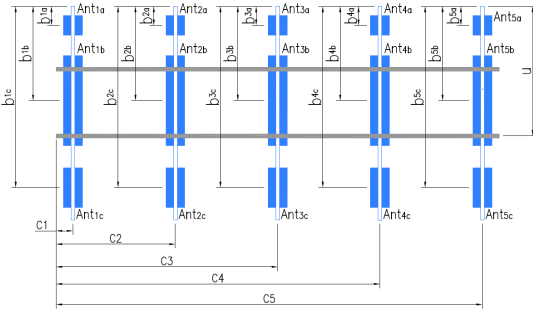 Ant1a Ant2a Ant3a Ant4a Ant5a
b1a b2a b3a b4a b5a
Ant1b Ant2b Ant3b Ant4b Ant5b
b1b b2b b3b b4b b5b
u
b1c b2c b3c b4c b5c
Ant1c Ant2c Ant3c Ant4c Ant5c
C1
C2
C3
C4
C5